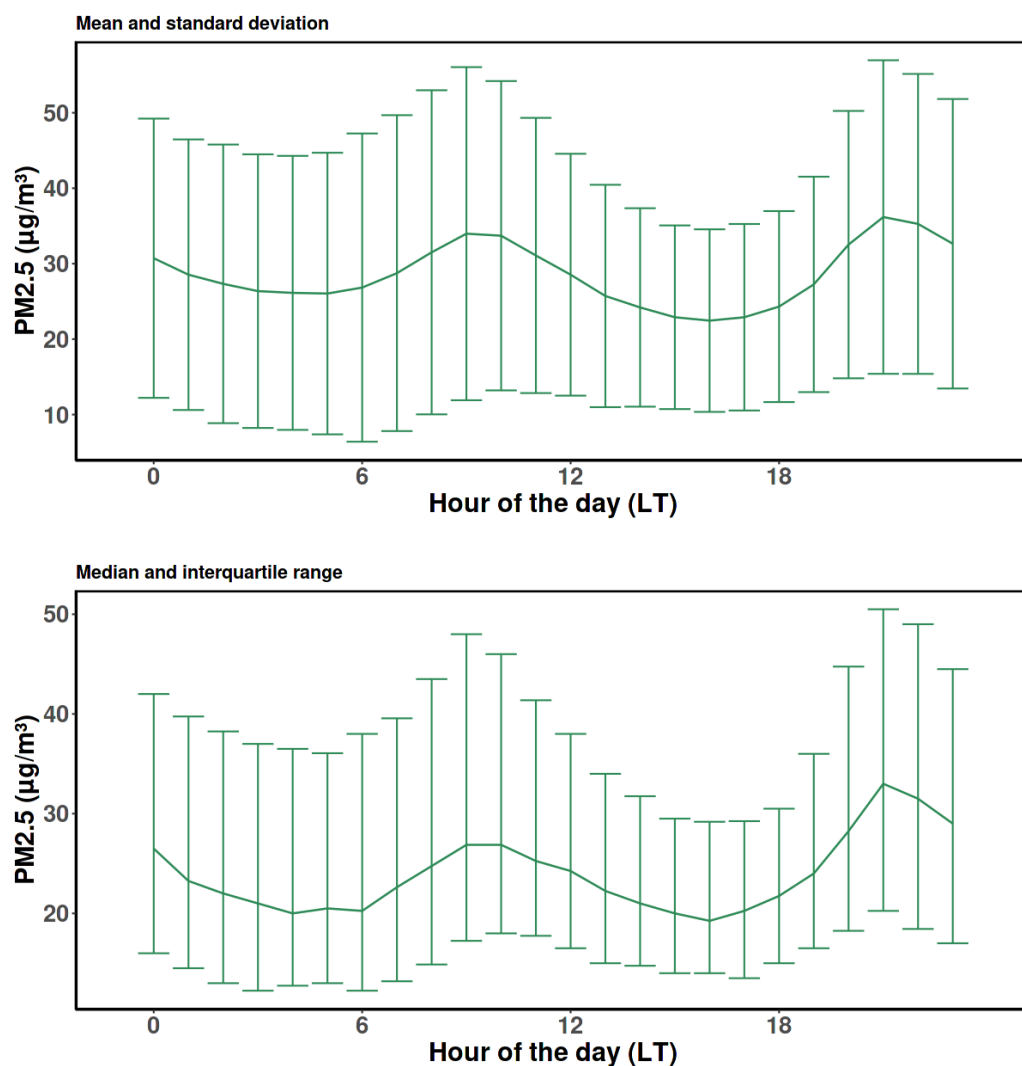 Mean and standard deviation
PM2.5 (µg/m³)
50
40
30
20
10
0 6 12 18
Hour of the day (LT)
Median and interquartile range
PM2.5 (µg/m³)
50
40
30
20
0 6 12 18
Hour of the day (LT)